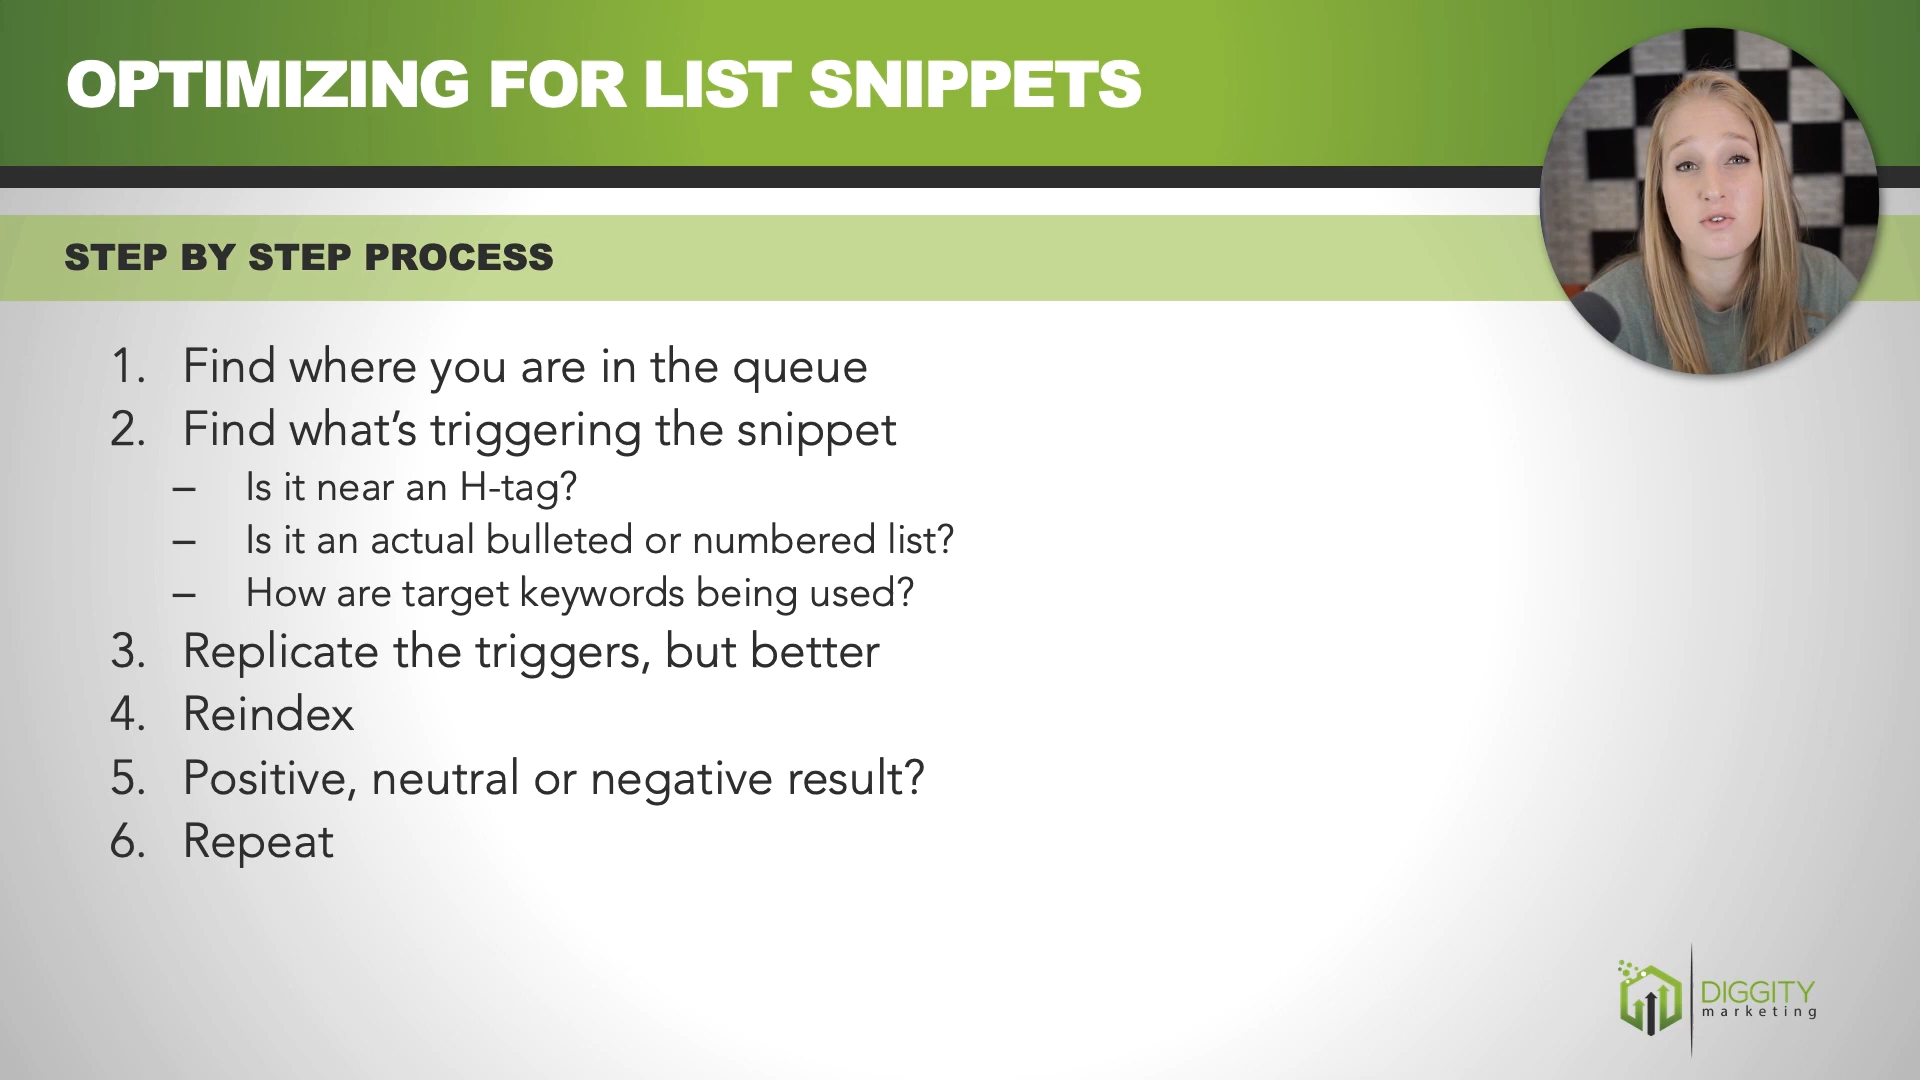 OPTIMIZING FOR LIST SNIPPETS
STEP BY STEP PROCESS
1. Find where you are in the queue
2. Find what’s triggering the snippet
– Is it near an H-tag?
– Is it an actual bulleted or numbered list?
– How are target keywords being used?
3. Replicate the triggers, but better
4. Reindex
5. Positive, neutral or negative result?
6. Repeat
DIGGITY
marketing